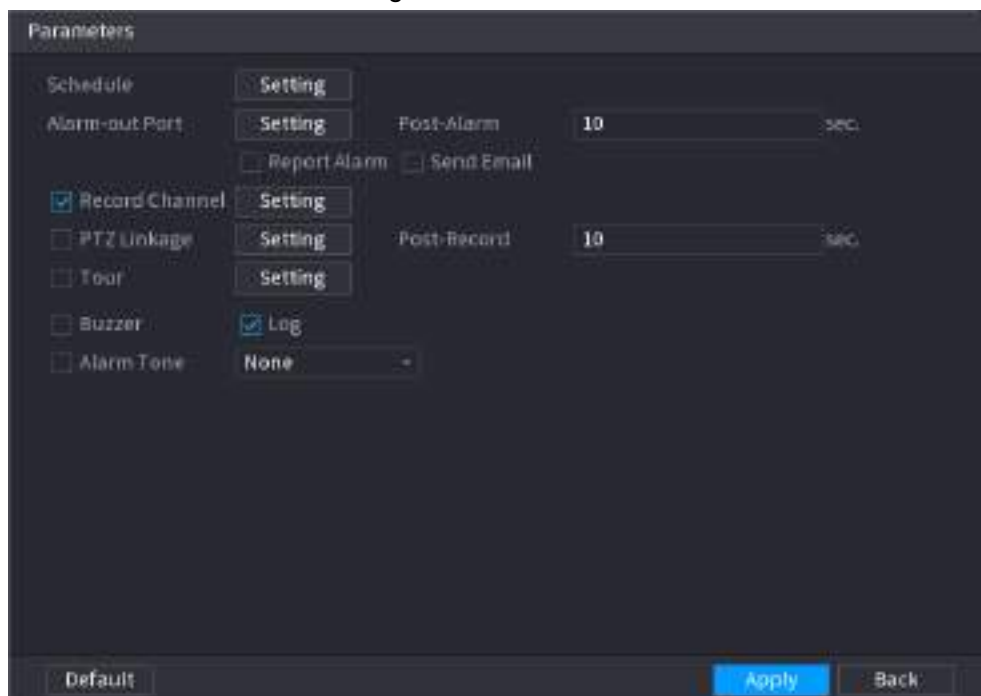 Parameters
Schedule Setting
Alarm-out Port Setting Post-Alarm 10 sec.
Report Alarm Send Email
Record Channel Setting
PTZ Linkage Setting Post-Record 10 sec.
Tour Setting
Buzzer Log
Alarm Tone None
Default Apply Back